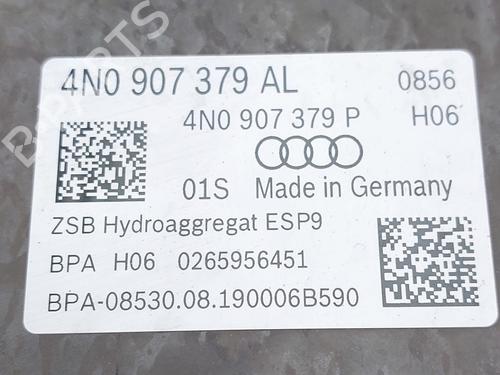 4N0 907 379 AL 0856
4N0 907 379 P H06
01S Made in Germany
ZSB Hydroaggregat ESP9
BPA H06 0265956451
BPA-08530.08.190006B590